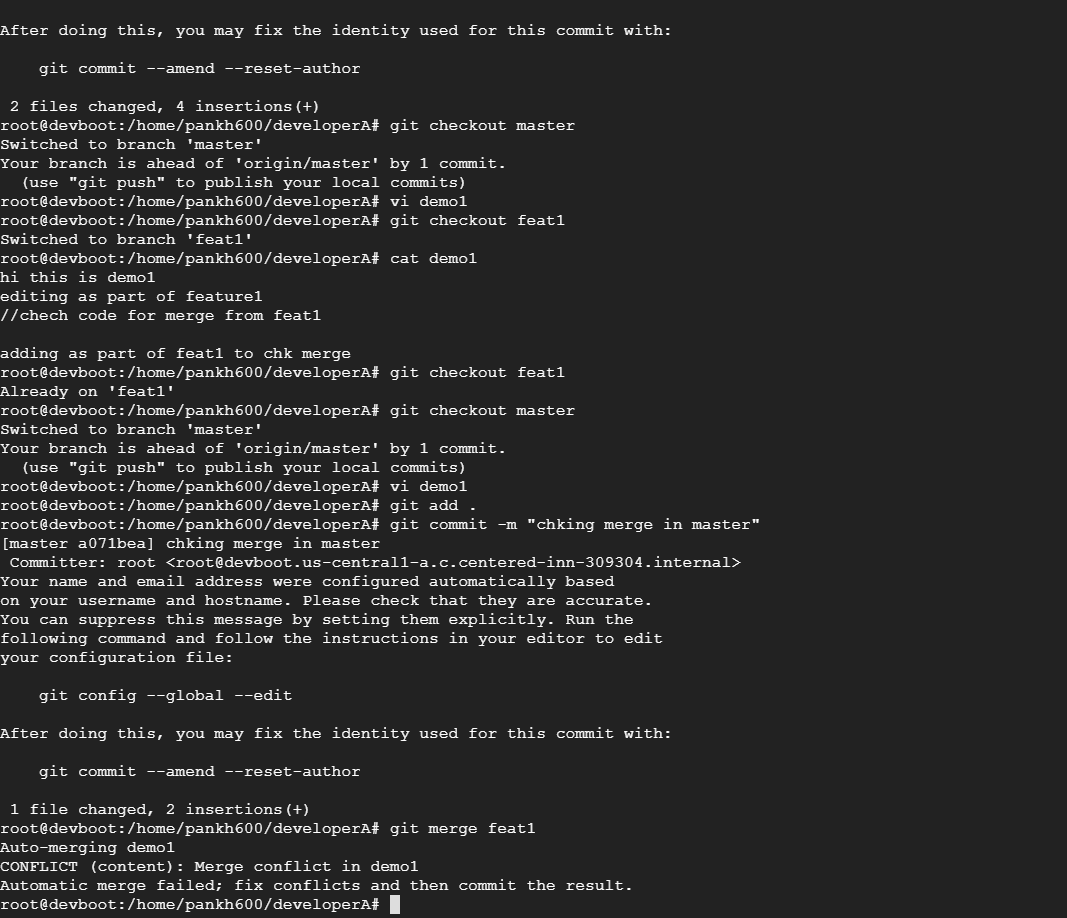 After doing this, you may fix the identity used for this commit with:
git commit --amend --reset-author
2 files changed, 4 insertions(+)
root@devboot:/home/pankh600/developerA# git checkout master
Switched to branch 'master'
Your branch is ahead of 'origin/master' by 1 commit.
(use "git push" to publish your local commits)
root@devboot:/home/pankh600/developerA# vi demo1
root@devboot:/home/pankh600/developerA# git checkout feat1
Switched to branch 'feat1'
root@devboot:/home/pankh600/developerA# cat demo1
hi this is demo1
editing as part of feature1
//chech code for merge from feat1
adding as part of feat1 to chk merge
root@devboot:/home/pankh600/developerA# git checkout feat1
Already on 'feat1'
root@devboot:/home/pankh600/developerA# git checkout master
Switched to branch 'master'
Your branch is ahead of 'origin/master' by 1 commit.
(use "git push" to publish your local commits)
root@devboot:/home/pankh600/developerA# vi demo1
root@devboot:/home/pankh600/developerA# git add .
root@devboot:/home/pankh600/developerA# git commit -m "chking merge in master"
[master a071bea] chking merge in master
Committer: root <root@devboot.us-central1-a.c.centered-inn-309304.internal>
Your name and email address were configured automatically based
on your username and hostname. Please check that they are accurate.
You can suppress this message by setting them explicitly. Run the
following command and follow the instructions in your editor to edit
your configuration file:
git config --global --edit
After doing this, you may fix the identity used for this commit with:
git commit --amend --reset-author
1 file changed, 2 insertions(+)
root@devboot:/home/pankh600/developerA# git merge feat1
Auto-merging demo1
CONFLICT (content): Merge conflict in demo1
Automatic merge failed; fix conflicts and then commit the result.
root@devboot:/home/pankh600/developerA#